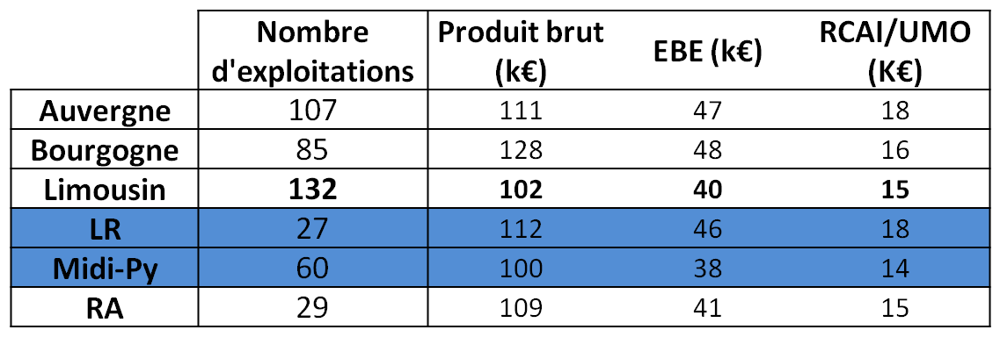 Nombre d'exploitations Produit brut (k€) EBE (k€) RCAI/UMO (K€)
Auvergne 107 111 47 18
Bourgogne 85 128 48 16
Limousin 132 102 40 15
LR 27 112 46 18
Midi-Py 60 100 38 14
RA 29 109 41 15